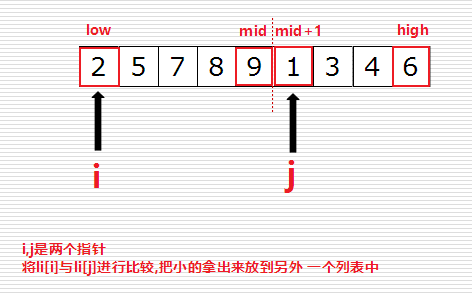 low mid mid+1 high
2 5 7 8 9 1 3 4 6
i j
i,j是两个指针
将li[i]与li[j]进行比较,把小的拿出来放到另外 一个列表中